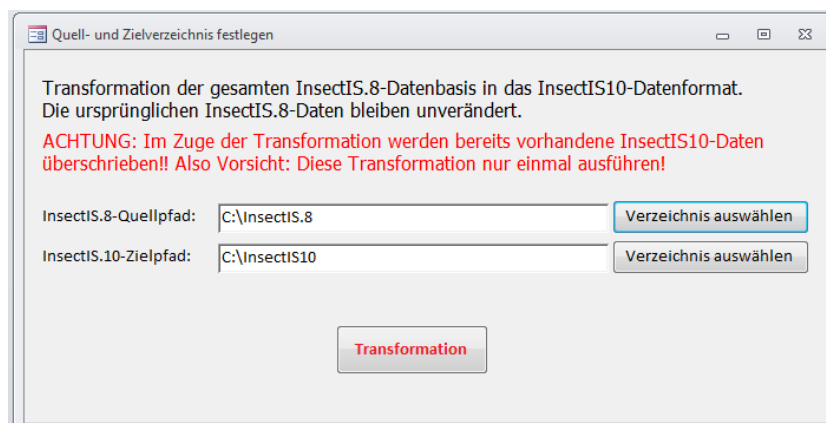 Quell- und Zielverzeichnis festlegen
Transformation der gesamten InsectIS.8-Datenbasis in das InsectIS10-Datenformat.
Die ursprünglichen InsectIS.8-Daten bleiben unverändert.
ACHTUNG: Im Zuge der Transformation werden bereits vorhandene InsectIS10-Daten
überschrieben!! Also Vorsicht: Diese Transformation nur einmal ausführen!
InsectIS.8-Quellpfad: C:\InsectIS.8 Verzeichnis auswählen
InsectIS.10-Zielpfad: C:\InsectIS10 Verzeichnis auswählen
Transformation